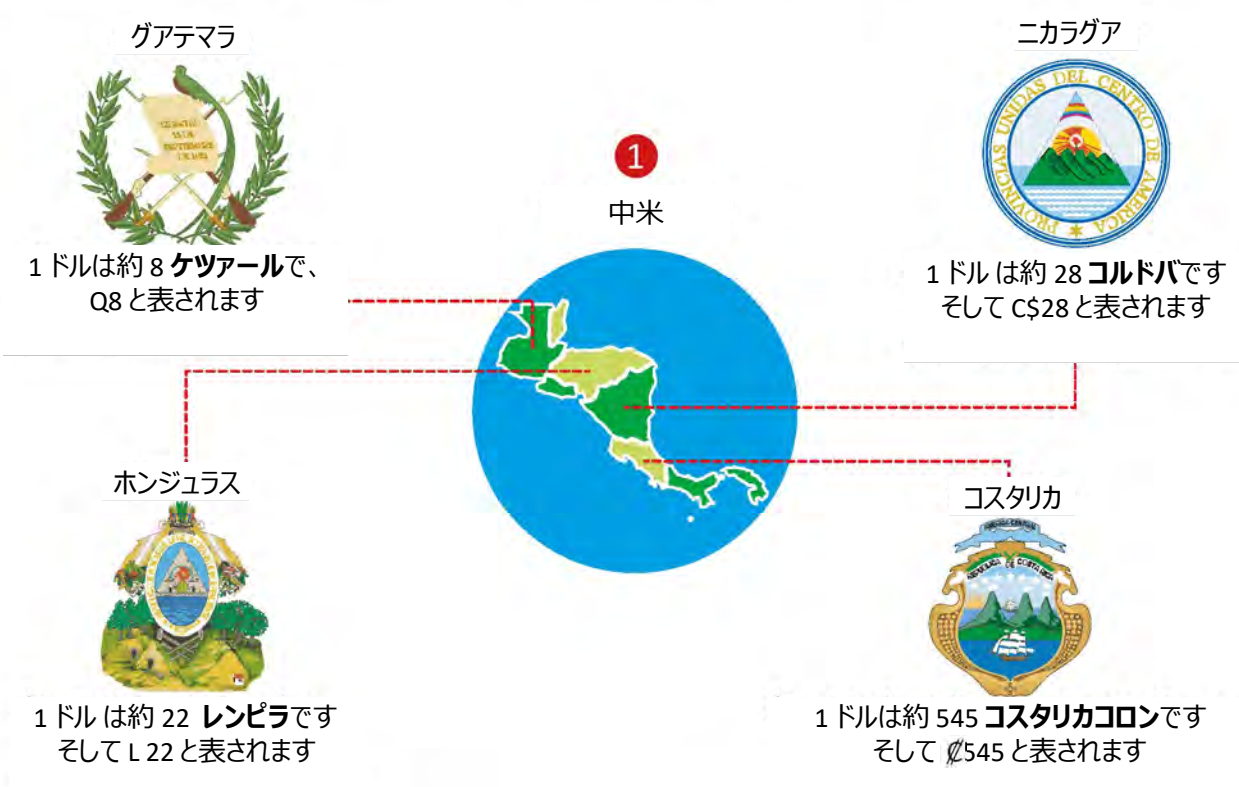 グアテマラ
1 ドルは約 8 ケツァールで、
Q8 と表されます
ニカラグア
PROVINCIAS UNIDAS DEL CENTRO DE AMERICA
1 ドル は約 28 コルドバです
そして C$28 と表されます
1
中米
ホンジュラス
1 ドル は約 22 レンピラです
そして L 22 と表されます
コスタリカ
REPUBLICA DE COSTA RICA
1 ドルは約 545 コスタリカコロンです
そして ₡545 と表されます